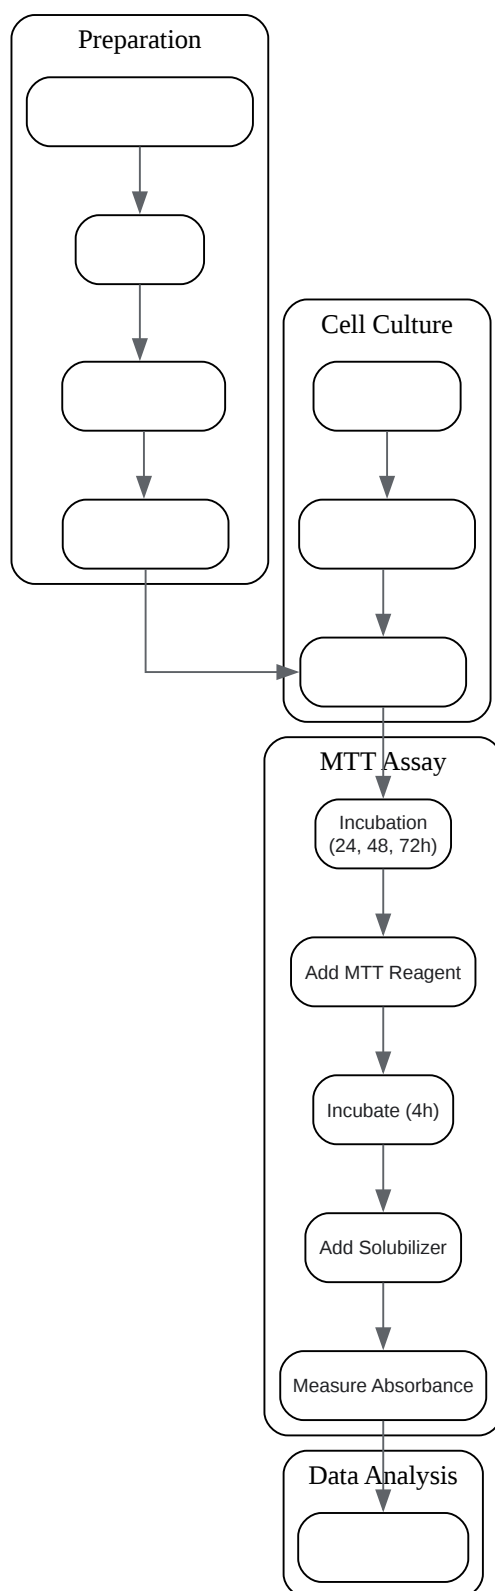 Preparation
Cell Culture
MTT Assay
Incubation
(24, 48, 72h)
Add MTT Reagent
Incubate (4h)
Add Solubilizer
Measure Absorbance
Data Analysis